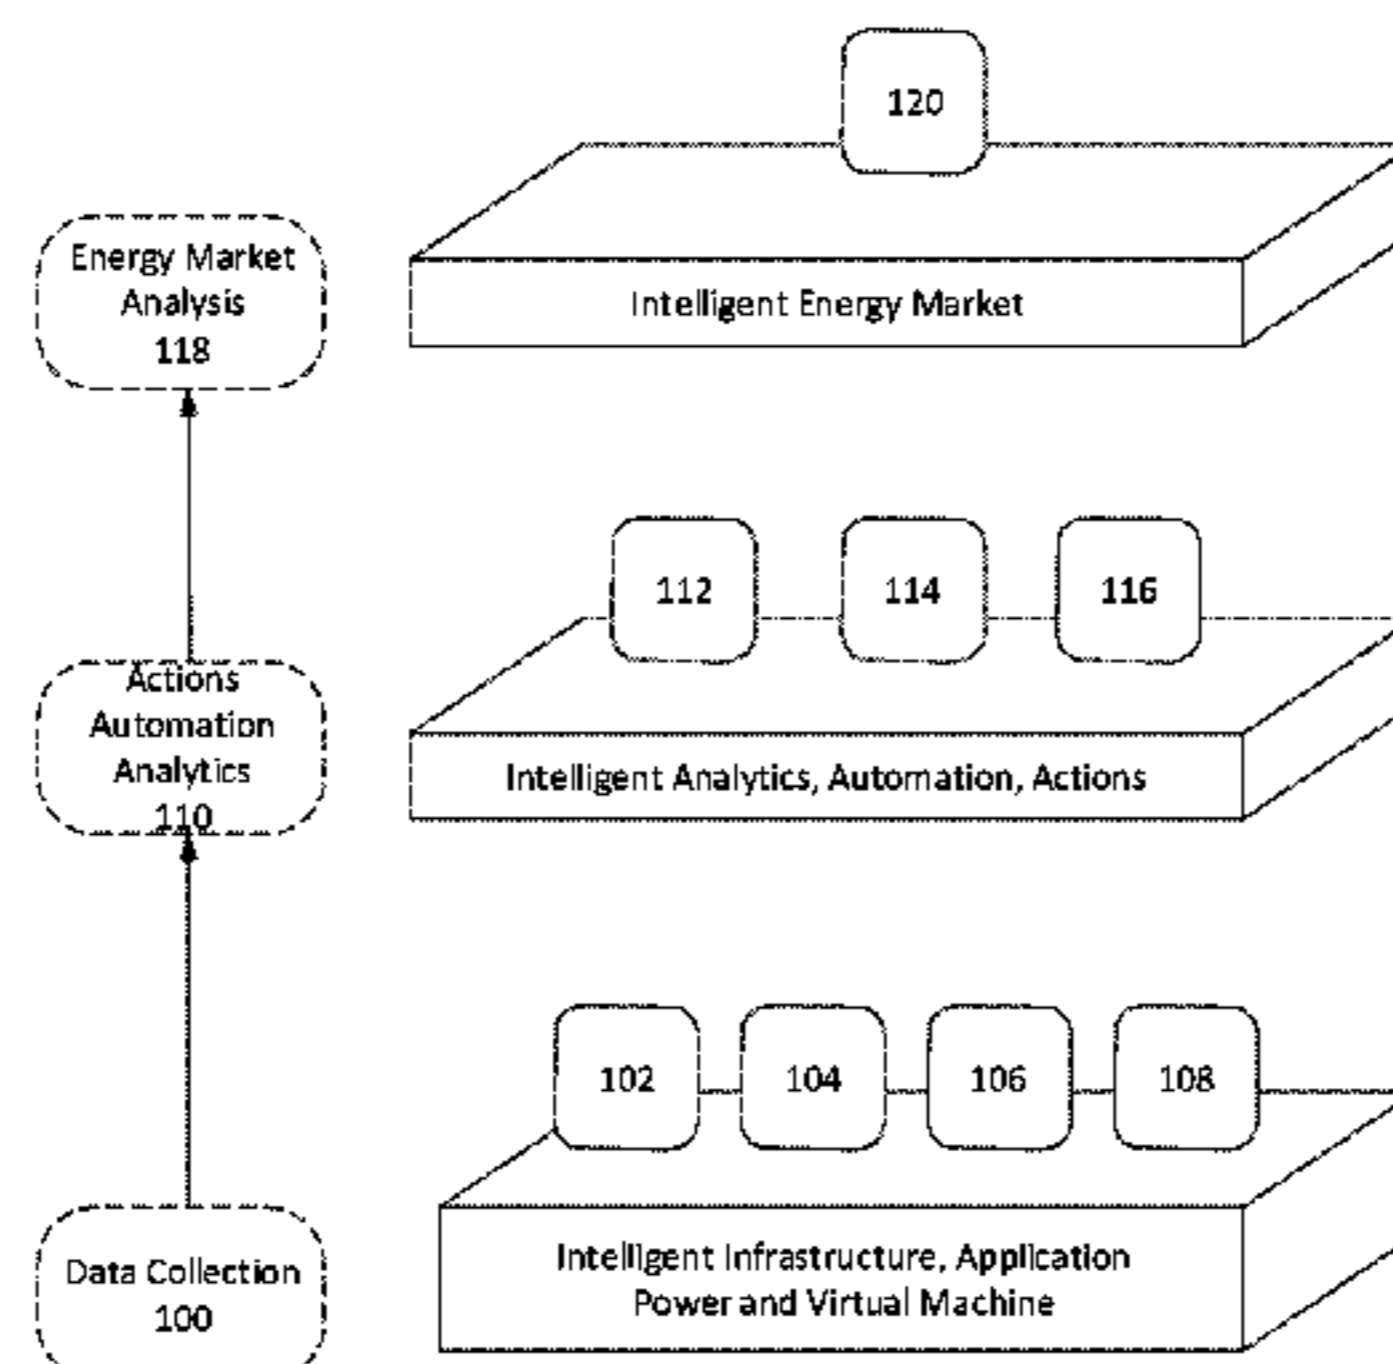 120
Energy Market
Analysis
118
Intelligent Energy Market
112
114
116
Actions
Automation
Analytics
110
Intelligent Analytics, Automation, Actions
102
104
106
108
Data Collection
100
Intelligent Infrastructure, Application
Power and Virtual Machine